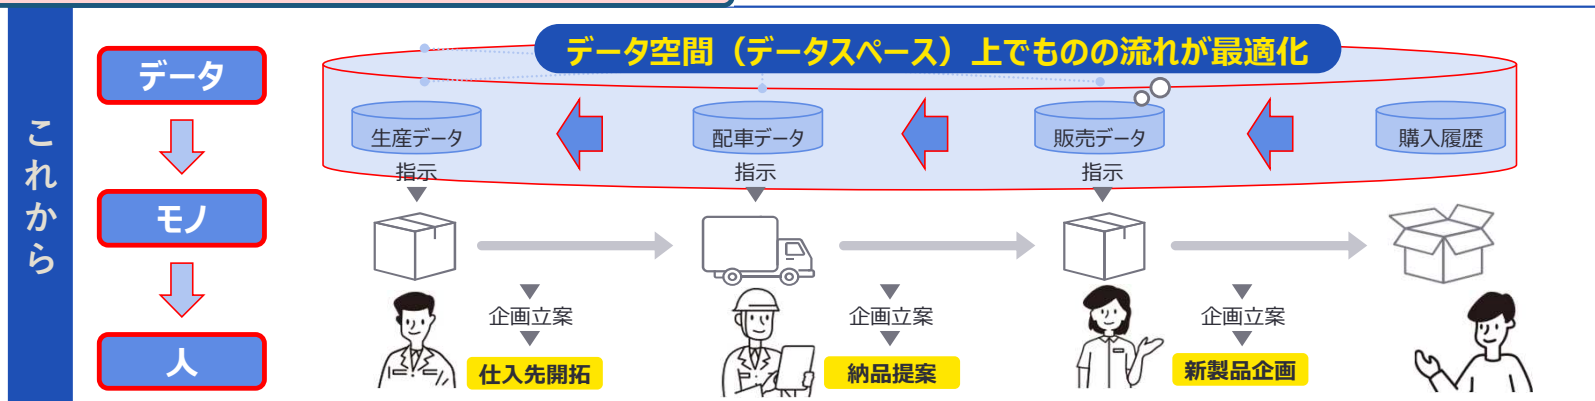 これから
データ
モノ
人
データ空間（データスペース）上でものの流れが最適化
生産データ
配車データ
販売データ
購入履歴
指示
指示
指示
企画立案
企画立案
企画立案
仕入先開拓
納品提案
新製品企画